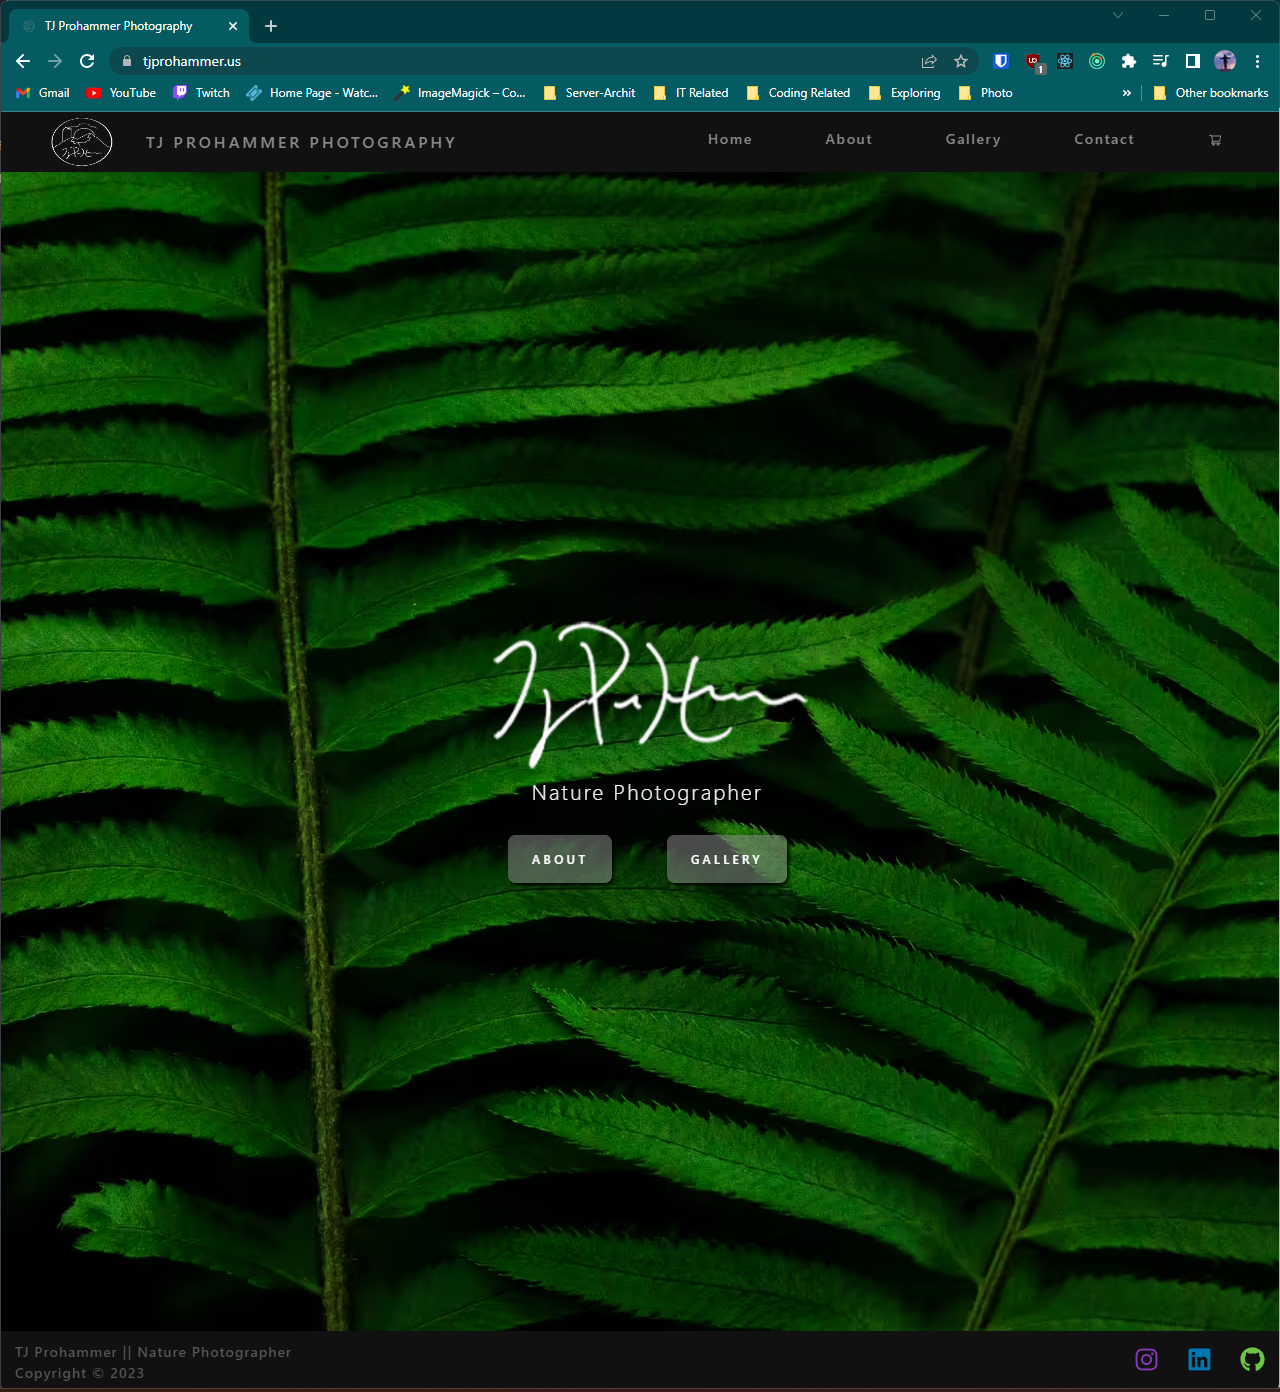 TJ Prohammer Photography
tjprohammer.us
1
Gmail YouTube Twitch Home Page - Watc... ImageMagick – Co... Server-Archit IT Related Coding Related Exploring Photo » Other bookmarks
TJ PROHAMMER PHOTOGRAPHY Home About Gallery Contact
Nature Photographer
ABOUT GALLERY
TJ Prohammer || Nature Photographer
Copyright © 2023